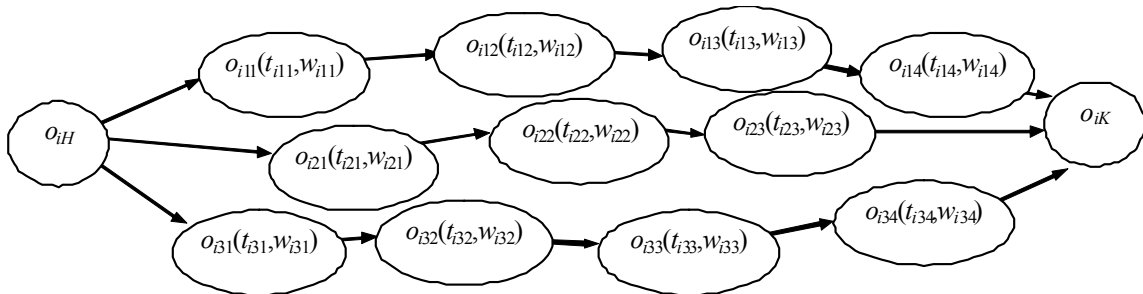 o_{i11}(t_{i11},w_{i11})
o_{i12}(t_{i12},w_{i12})
o_{i13}(t_{i13},w_{i13})
o_{i14}(t_{i14},w_{i14})
o_{iH}
o_{i21}(t_{i21},w_{i21})
o_{i22}(t_{i22},w_{i22})
o_{i23}(t_{i23},w_{i23})
o_{iK}
o_{i31}(t_{i31},w_{i31})
o_{i32}(t_{i32},w_{i32})
o_{i33}(t_{i33},w_{i33})
o_{i34}(t_{i34},w_{i34})